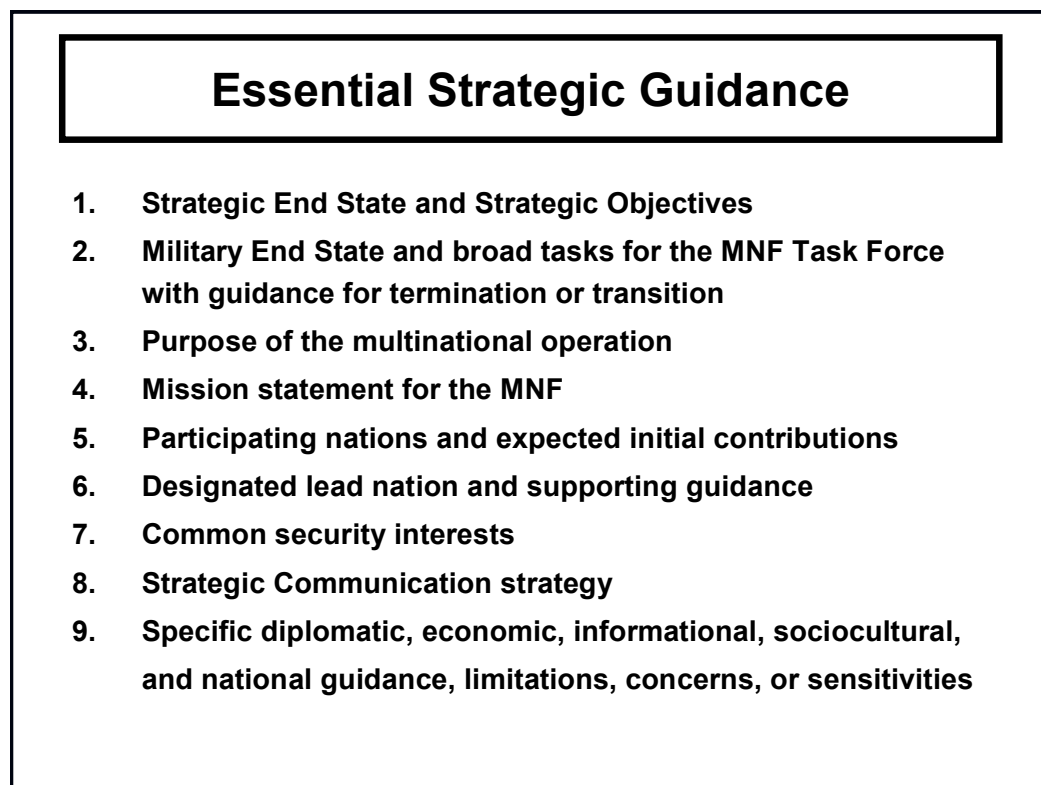 Essential Strategic Guidance
1. Strategic End State and Strategic Objectives
2. Military End State and broad tasks for the MNF Task Force
with guidance for termination or transition
3. Purpose of the multinational operation
4. Mission statement for the MNF
5. Participating nations and expected initial contributions
6. Designated lead nation and supporting guidance
7. Common security interests
8. Strategic Communication strategy
9. Specific diplomatic, economic, informational, sociocultural,
and national guidance, limitations, concerns, or sensitivities